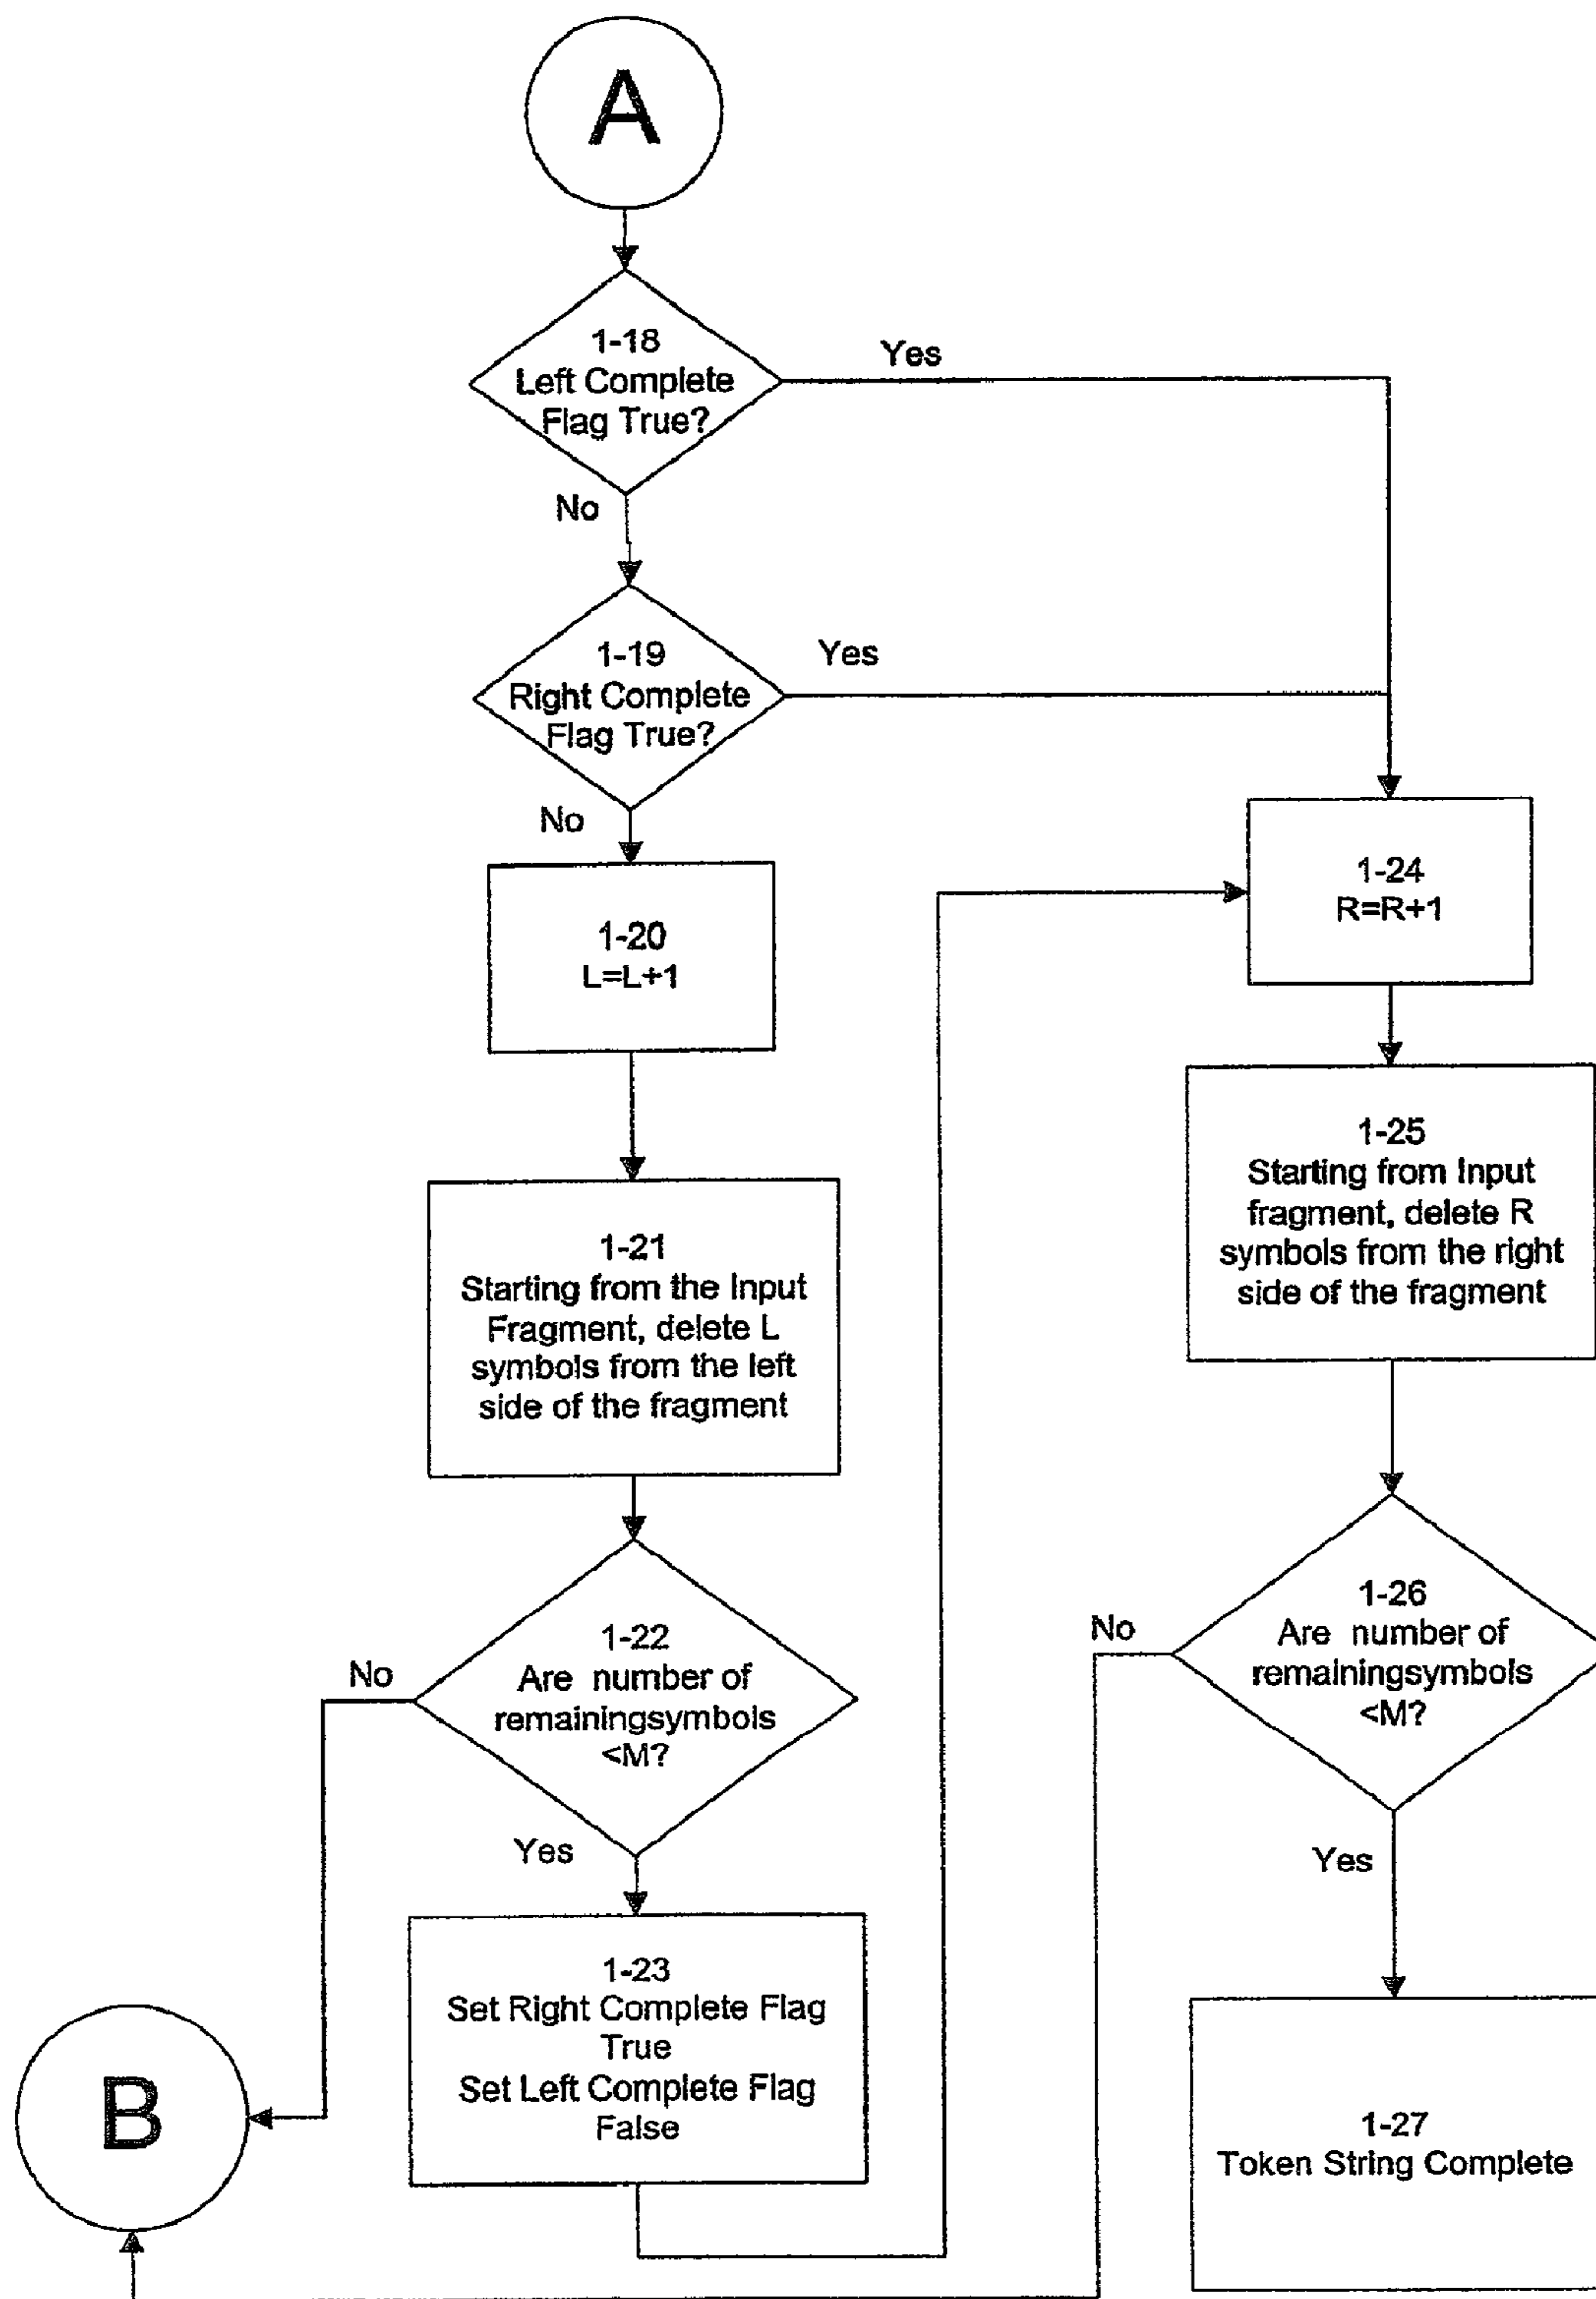 A
1-18
Left Complete
Flag True?
Yes
No
1-19
Right Complete
Flag True?
Yes
No
1-20
L=L+1
1-21
Starting from the Input
Fragment, delete L
symbols from the left
side of the fragment
1-22
Are number of
remainingsymbols
<M?
No
Yes
1-23
Set Right Complete Flag
True
Set Left Complete Flag
False
B
1-24
R=R+1
1-25
Starting from Input
fragment, delete R
symbols from the right
side of the fragment
1-26
Are number of
remainingsymbols
<M?
No
Yes
1-27
Token String Complete